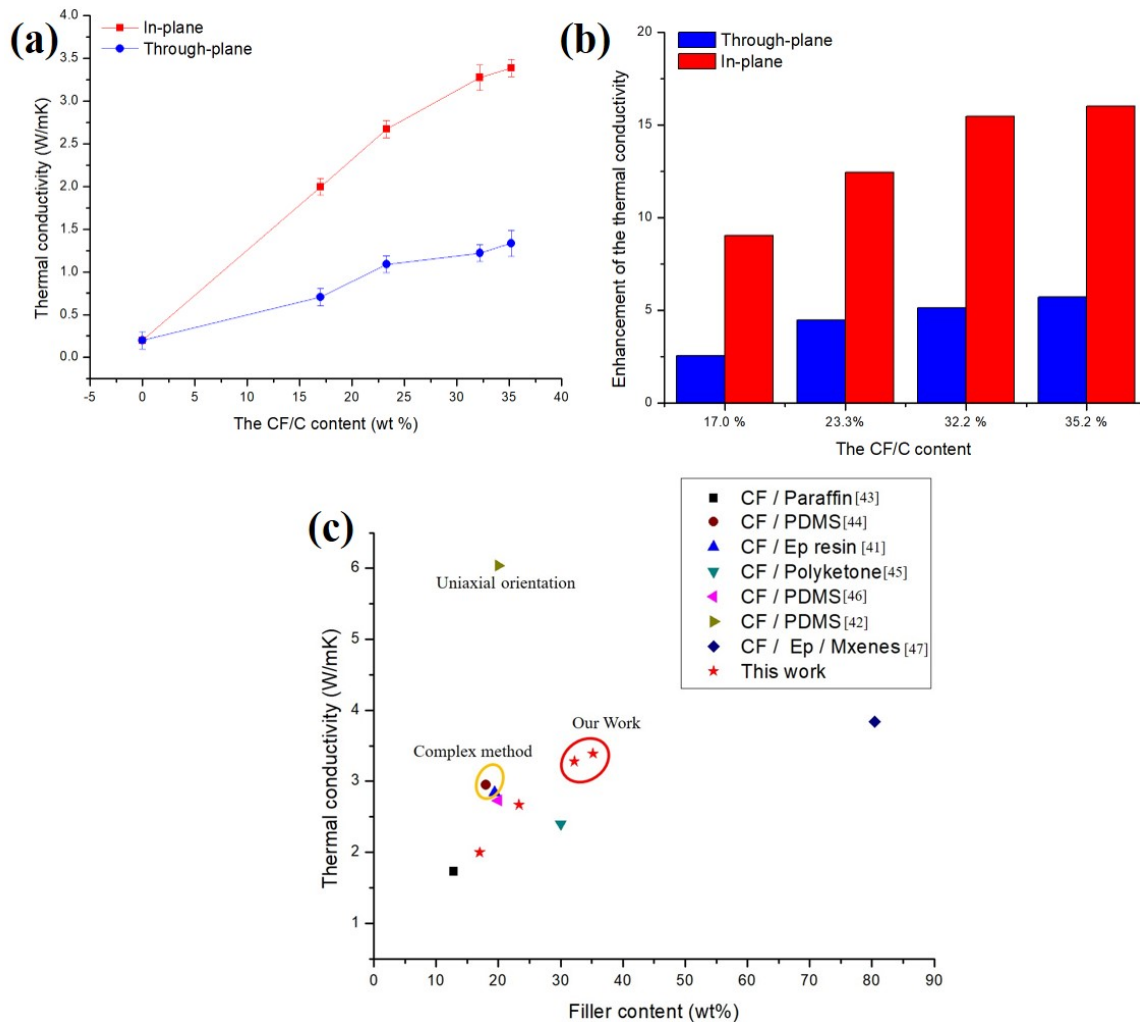 (a)
In-plane
Through-plane
4.0
3.5
3.0
2.5
2.0
1.5
1.0
0.5
0.0
Thermal conductivity (W/mK)
-5 0 5 10 15 20 25 30 35 40
The CF/C content (wt %)
(b)
Through-plane
In-plane
20
15
10
5
0
Enhancement of the thermal conductivity
17.0 % 23.3% 32.2 % 35.2 %
The CF/C content
(c)
CF / Paraffin[43]
CF / PDMS[44]
CF / Ep resin [41]
CF / Polyketone[45]
CF / PDMS[46]
CF / PDMS[42]
CF / Ep / Mxenes [47]
This work
Uniaxial orientation
Our Work
Complex method
6
5
4
3
2
1
Thermal conductivity (W/mK)
0 10 20 30 40 50 60 70 80 90
Filler content (wt%)